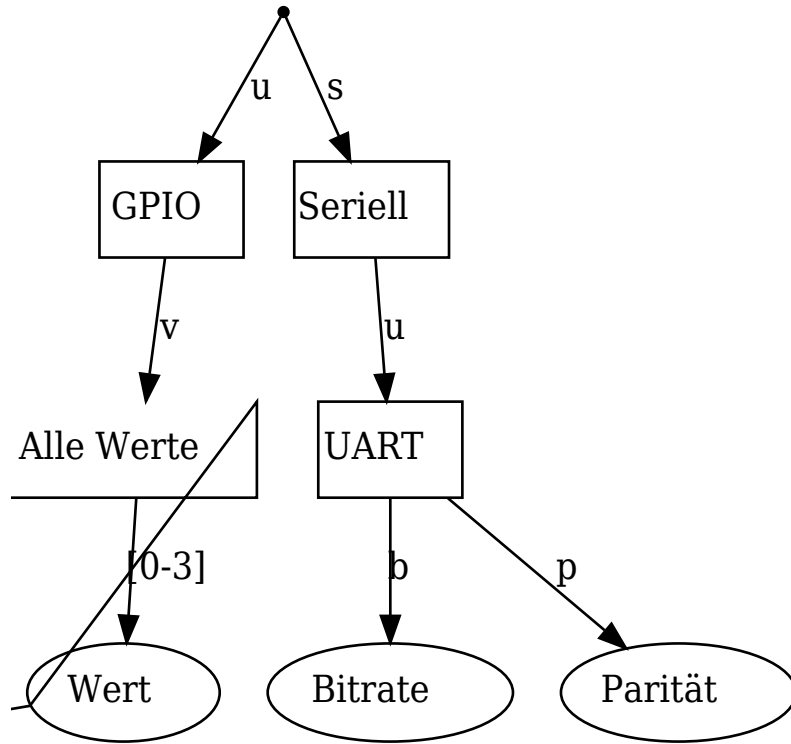 u s
GPIO Seriell
v u
Alle Werte UART
[0-3] b p
Wert Bitrate Parität